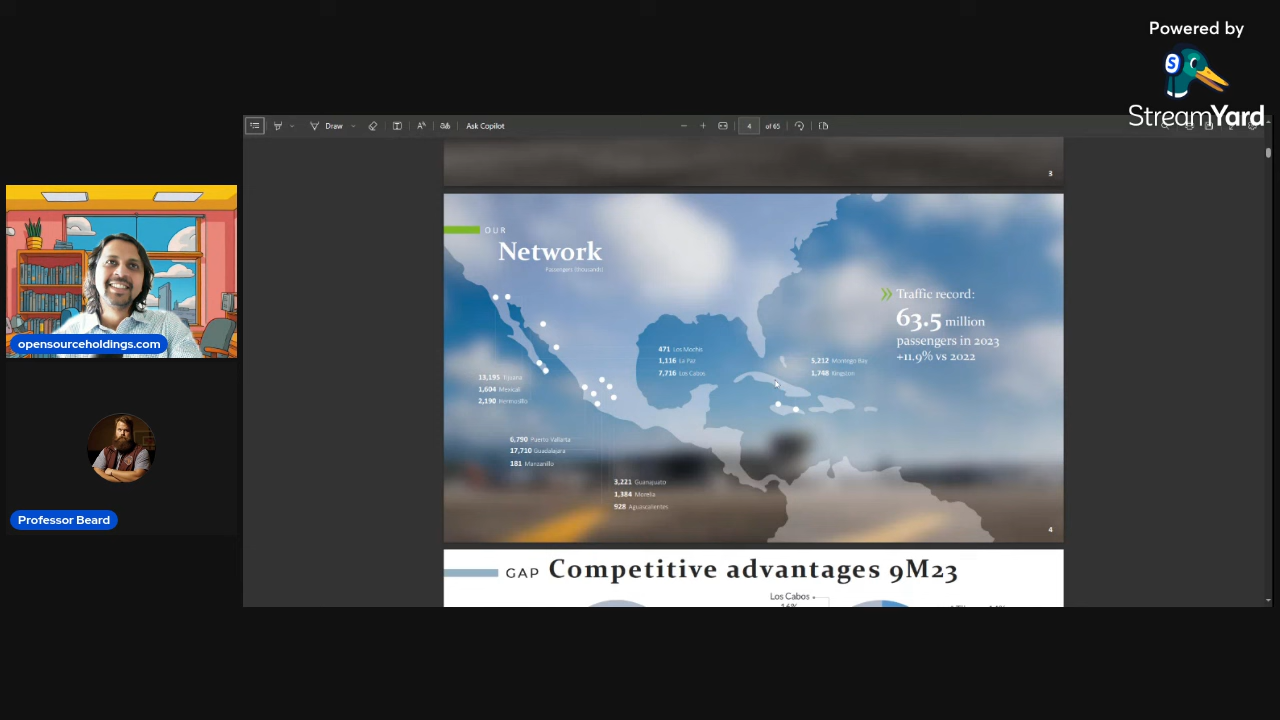 Powered by
StreamYard
Draw
Ask Copilot
4 of 65
3
OUR
Network
Passengers (thousands)
Traffic record:
63.5 million
passengers in 2023
+11.9% vs 2022
471 Los Mochis
1,116 La Paz
7,716 Los Cabos
5,212 Montego Bay
1,748 Kingston
13,195 Tijuana
1,604 Mexicali
2,190 Hermosillo
6,790 Puerto Vallarta
17,710 Guadalajara
181 Manzanillo
3,221 Guanajuato
1,384 Morelia
928 Aguascalientes
4
GAP Competitive advantages 9M23
Los Cabos
opensourceholdings.com
Professor Beard